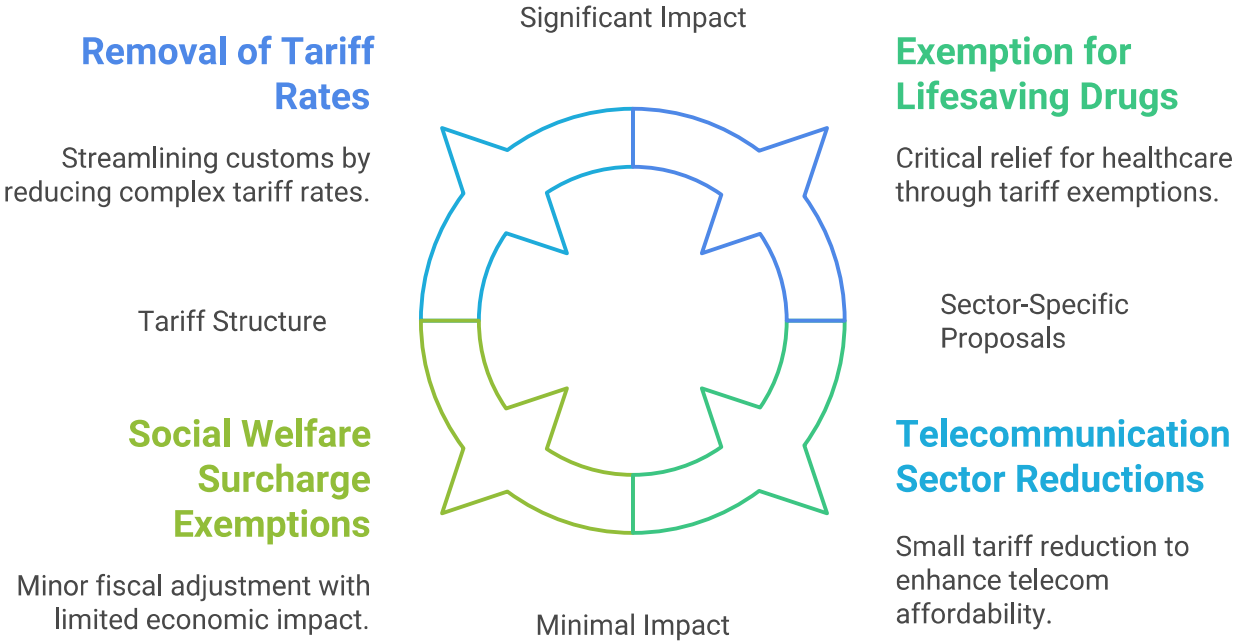 Significant Impact
Removal of Tariff
Rates
Streamlining customs by
reducing complex tariff rates.
Exemption for
Lifesaving Drugs
Critical relief for healthcare
through tariff exemptions.
Tariff Structure
Sector-Specific
Proposals
Social Welfare
Surcharge
Exemptions
Minor fiscal adjustment with
limited economic impact.
Telecommunication
Sector Reductions
Small tariff reduction to
enhance telecom
affordability.
Minimal Impact